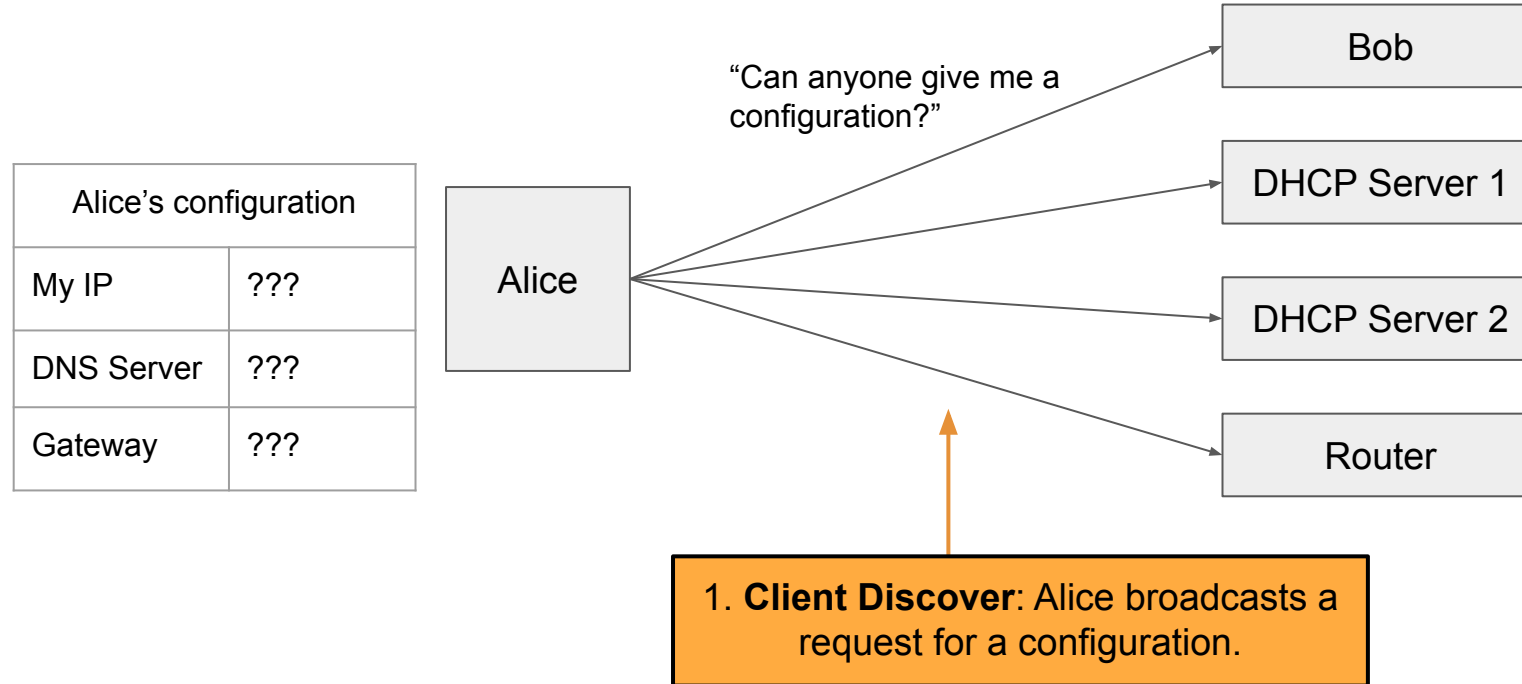 Bob
“Can anyone give me a
configuration?”
Alice’s configuration
My IP ???
DNS Server ???
Gateway ???
Alice
DHCP Server 1
DHCP Server 2
Router
1. Client Discover: Alice broadcasts a
request for a configuration.